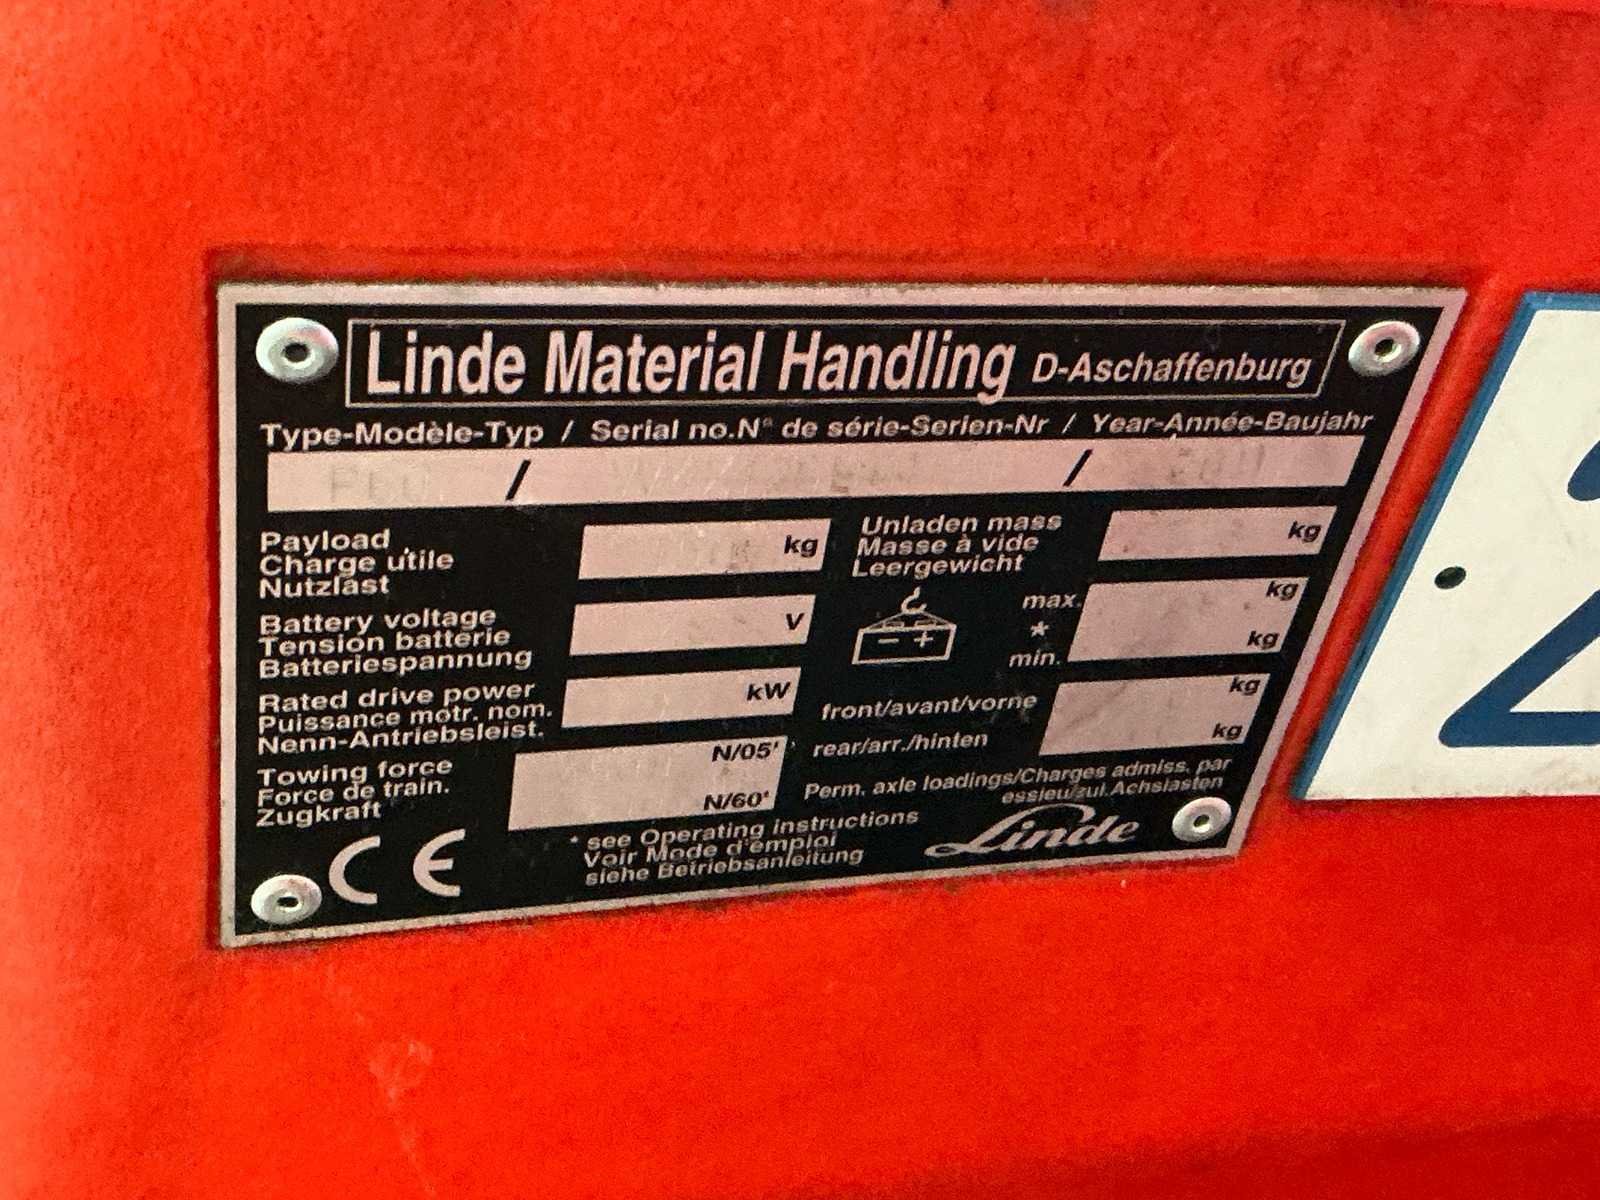 Linde Material Handling D-Aschaffenburg
Type-Modèle-Typ / Serial no.N° de série-Serien-Nr / Year-Année-Baujahr
P60 / /
Payload
Charge utile
Nutzlast
kg
Unladen mass
Masse à vide
Leergewicht
kg
Battery voltage
Tension batterie
Batteriespannung
V
max. kg
*
min. kg
Rated drive power
Puissance motr. nom.
Nenn-Antriebsleist.
kW
front/avant/vorne kg
rear/arr./hinten kg
Towing force
Force de train.
Zugkraft
N/05'
N/60'
Perm. axle loadings/Charges admiss. par
essieu/zul.Achslasten
CE
* see Operating instructions
Voir Mode d'emploi
siehe Betriebsanleitung
Linde